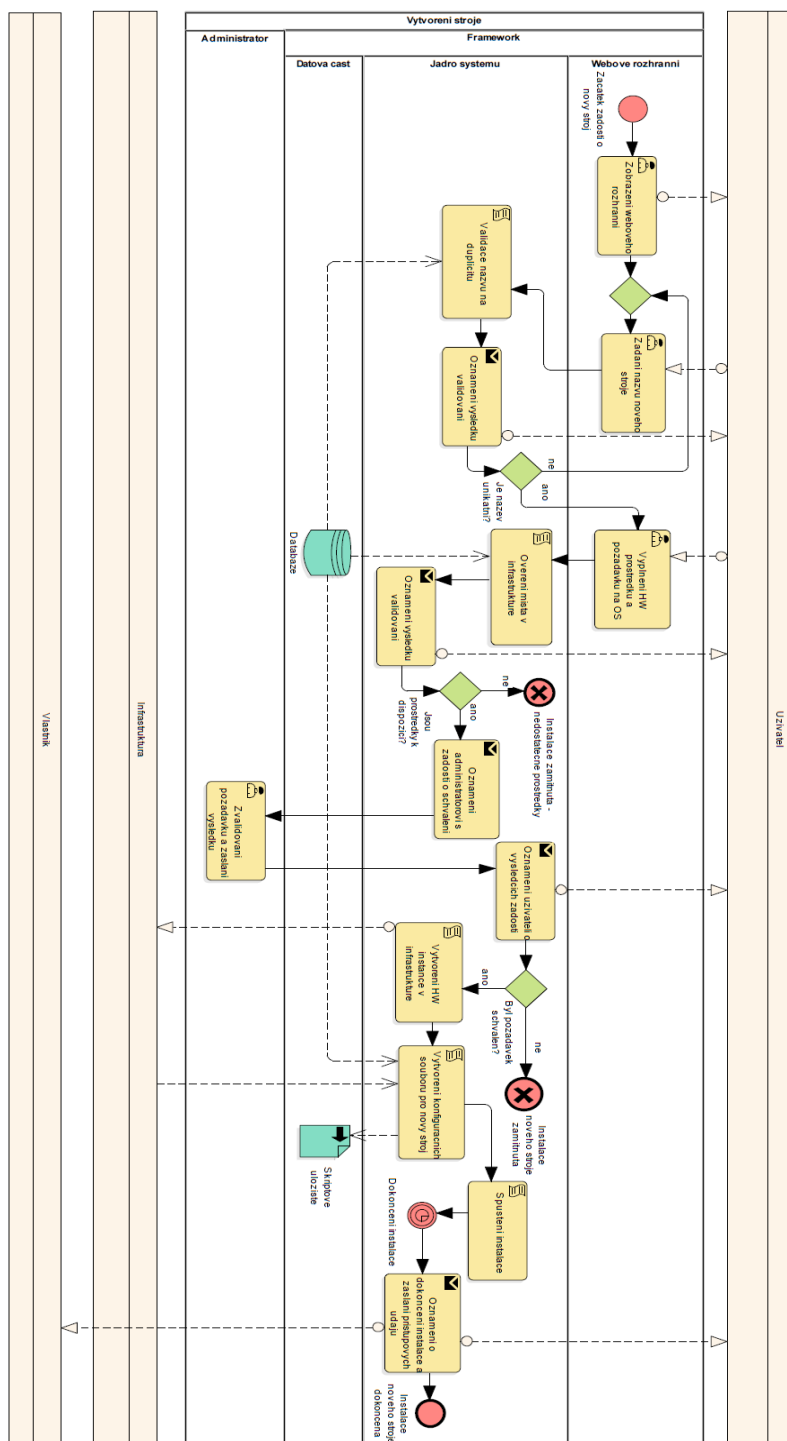 Vytvoreni stroje
Administrator
Framework
Datova cast
Jadro systemu
Webove rozhranni
Uzivatel
Infrastruktura
Vlastnik
Zacatek zadosti o
novy stroj
Zobrazeni weboveho
rozhranni
Zadani nazvu noveho
stroje
Validace nazvu na
duplicitu
Oznameni vysledku
validovani
Je nazev
unikatni?
ne
ano
Vyplneni HW
prostredku a
pozadavku na OS
Overeni mista v
infrastrukture
Databaze
Oznameni vysledku
validovani
Jsou
prostredky k
dispozici?
ne
ano
Instalace zamitnuta -
nedostatecne prostredky
Oznameni
administratorovi s
zadosti o schvaleni
Zvalidovani
pozadavku a zaslani
vysledku
Oznameni uzivateli o
vysledcich zadosti
Byl pozadavek
schvalen?
ano
ne
Instalace
noveho stroje
zamitnuta
Vytvoreni HW
instance v
infrastrukture
Vytvoreni konfiguracnich
souboru pro novy stroj
Skriptove
uloziste
Spusteni instalace
Dokonceni instalace
Oznameni o
dokonceni instalace a
zaslani pristupovych
udaju
Instalace
noveho stroje
dokoncena